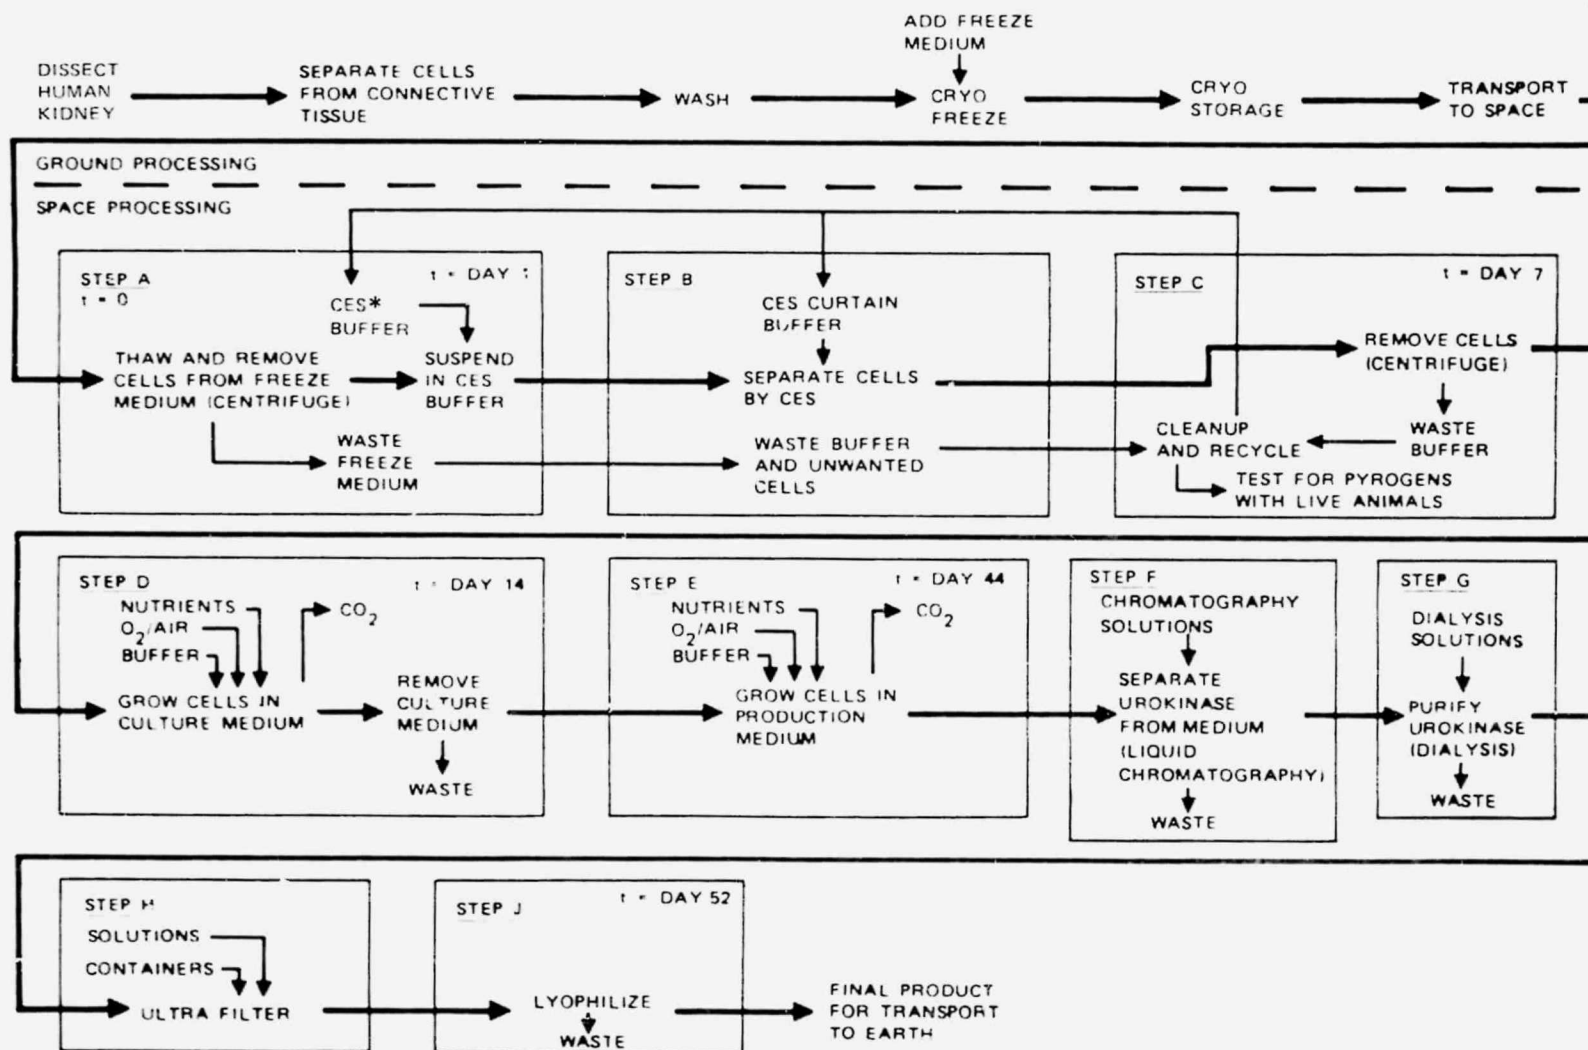 ADD FREEZE
MEDIUM
DISSECT
HUMAN
KIDNEY
SEPARATE CELLS
FROM CONNECTIVE
TISSUE
WASH
CRYO
FREEZE
CRYO
STORAGE
TRANSPORT
TO SPACE
GROUND PROCESSING
SPACE PROCESSING
STEP A
t = 0
t = DAY 1
CES*
BUFFER
THAW AND REMOVE
CELLS FROM FREEZE
MEDIUM (CENTRIFUGE)
SUSPEND
IN CES
BUFFER
WASTE
FREEZE
MEDIUM
STEP B
CES CURTAIN
BUFFER
SEPARATE CELLS
BY CES
WASTE BUFFER
AND UNWANTED
CELLS
STEP C
t = DAY 7
REMOVE CELLS
(CENTRIFUGE)
CLEANUP
AND RECYCLE
WASTE
BUFFER
TEST FOR PYROGENS
WITH LIVE ANIMALS
STEP D
t = DAY 14
NUTRIENTS
O2/AIR
BUFFER
CO2
GROW CELLS IN
CULTURE MEDIUM
REMOVE
CULTURE
MEDIUM
WASTE
STEP E
t = DAY 44
NUTRIENTS
O2/AIR
BUFFER
CO2
GROW CELLS IN
PRODUCTION
MEDIUM
STEP F
CHROMATOGRAPHY
SOLUTIONS
SEPARATE
UROKINASE
FROM MEDIUM
(LIQUID
CHROMATOGRAPHY)
WASTE
STEP G
DIALYSIS
SOLUTIONS
PURIFY
UROKINASE
(DIALYSIS)
WASTE
STEP H
SOLUTIONS
CONTAINERS
ULTRA FILTER
STEP J
t = DAY 52
LYOPHILIZE
WASTE
FINAL PRODUCT
FOR TRANSPORT
TO EARTH